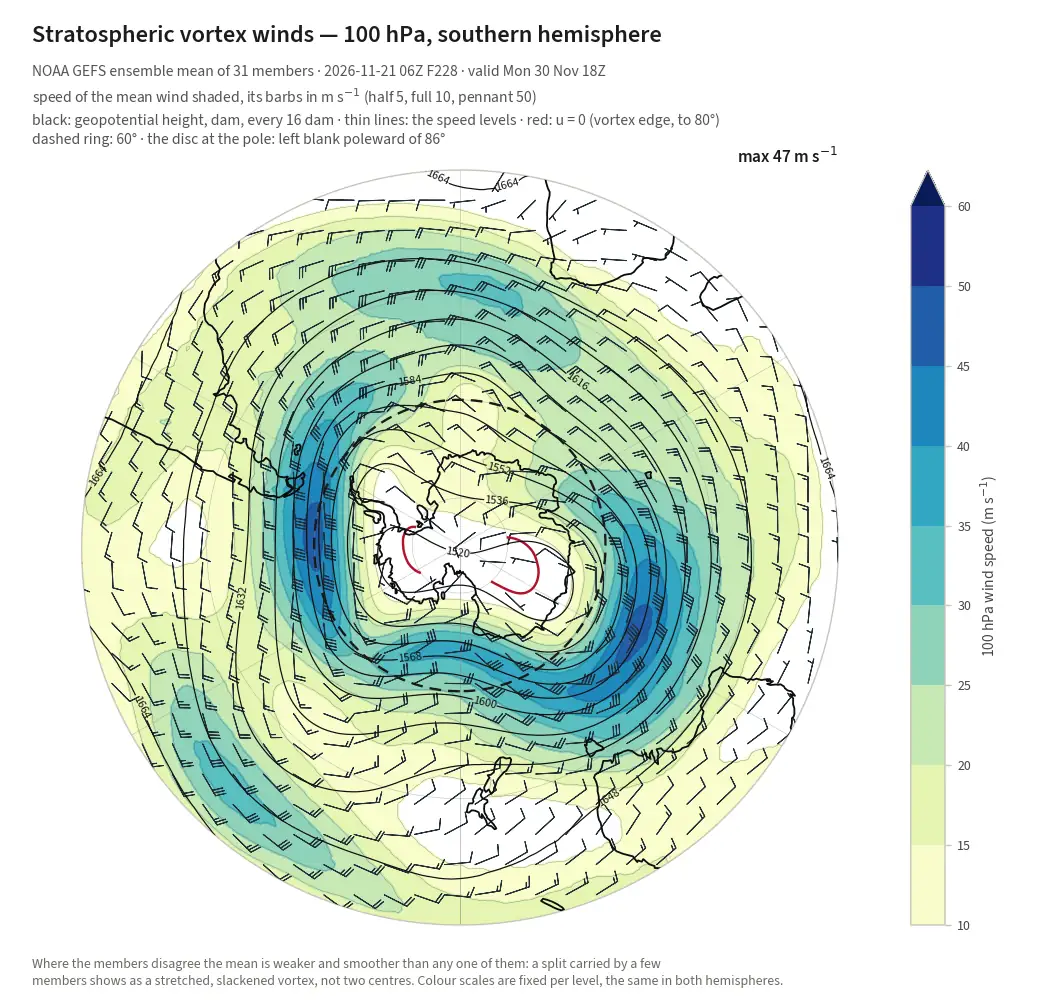 Stratospheric vortex winds — 100 hPa, southern hemisphere
NOAA GEFS ensemble mean of 31 members · 2026-11-21 06Z F228 · valid Mon 30 Nov 18Z
speed of the mean wind shaded, its barbs in m s⁻¹ (half 5, full 10, pennant 50)
black: geopotential height, dam, every 16 dam · thin lines: the speed levels · red: u = 0 (vortex edge, to 80°)
dashed ring: 60° · the disc at the pole: left blank poleward of 86°
max 47 m s⁻¹
1664
1664
60
50
45
40
35
30
25
20
15
10
100 hPa wind speed (m s⁻¹)
1584
1616
1552
1664
1664
1536
1520
1632
1568
1664
1600
1648
Where the members disagree the mean is weaker and smoother than any one of them: a split carried by a few
members shows as a stretched, slackened vortex, not two centres. Colour scales are fixed per level, the same in both hemispheres.